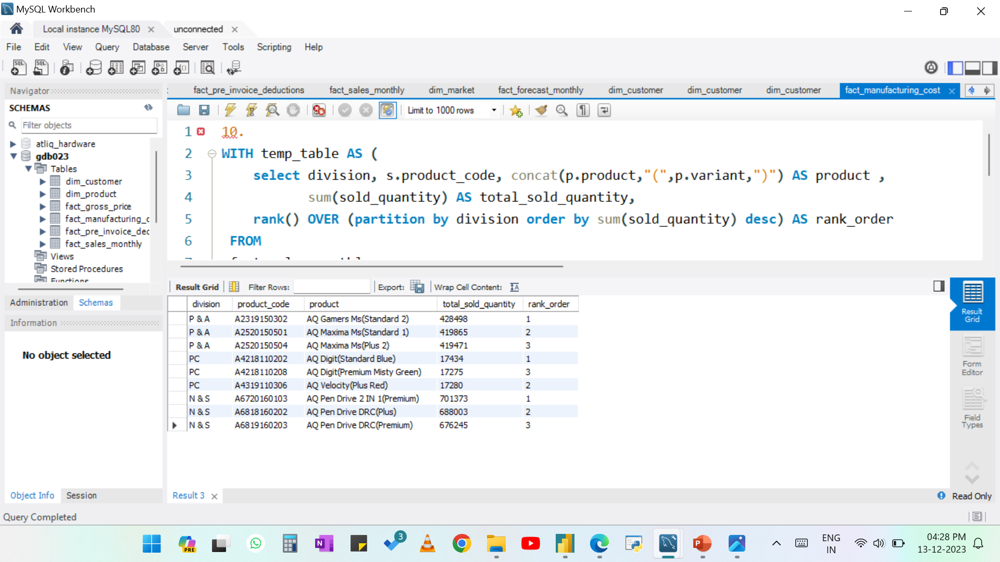 MySQL Workbench
Local instance MySQL80
unconnected
File Edit View Query Database Server Tools Scripting Help
Navigator
SCHEMAS
Filter objects
atliq_hardware
gdb023
Tables
dim_customer
dim_product
fact_gross_price
fact_manufacturing_c
fact_pre_invoice_dec
fact_sales_monthly
Views
Stored Procedures
Functions
Administration Schemas
Information
No object selected
Object Info Session
fact_pre_invoice_deductions fact_sales_monthly dim_market fact_forecast_monthly dim_customer dim_customer dim_customer fact_manufacturing_cost
Limit to 1000 rows
1 10.
2 WITH temp_table AS (
3 select division, s.product_code, concat(p.product,"(",p.variant,")") AS product ,
4 sum(sold_quantity) AS total_sold_quantity,
5 rank() OVER (partition by division order by sum(sold_quantity) desc) AS rank_order
6 FROM
Result Grid Filter Rows: Export: Wrap Cell Content:
division product_code product total_sold_quantity rank_order
P & A A2319150302 AQ Gamers Ms(Standard 2) 428498 1
P & A A2520150501 AQ Maxima Ms(Standard 1) 419865 2
P & A A2520150504 AQ Maxima Ms(Plus 2) 419471 3
PC A4218110202 AQ Digit(Standard Blue) 17434 1
PC A4218110208 AQ Digit(Premium Misty Green) 17275 3
PC A4319110306 AQ Velocity(Plus Red) 17280 2
N & S A6720160103 AQ Pen Drive 2 IN 1(Premium) 701373 1
N & S A6818160202 AQ Pen Drive DRC(Plus) 688003 2
N & S A6819160203 AQ Pen Drive DRC(Premium) 676245 3
Result
Grid
Form
Editor
Field
Types
Result 3
Read Only
Query Completed
PRE
N
3
P
ENG
IN
04:28 PM
13-12-2023